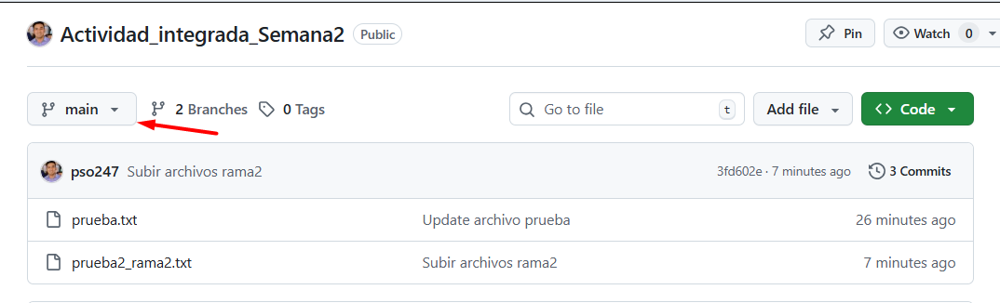 Actividad_integrada_Semana2 Public Pin Watch 0
main 2 Branches 0 Tags Go to file t Add file <> Code
pso247 Subir archivos rama2 3fd602e · 7 minutes ago 3 Commits
prueba.txt Update archivo prueba 26 minutes ago
prueba2_rama2.txt Subir archivos rama2 7 minutes ago